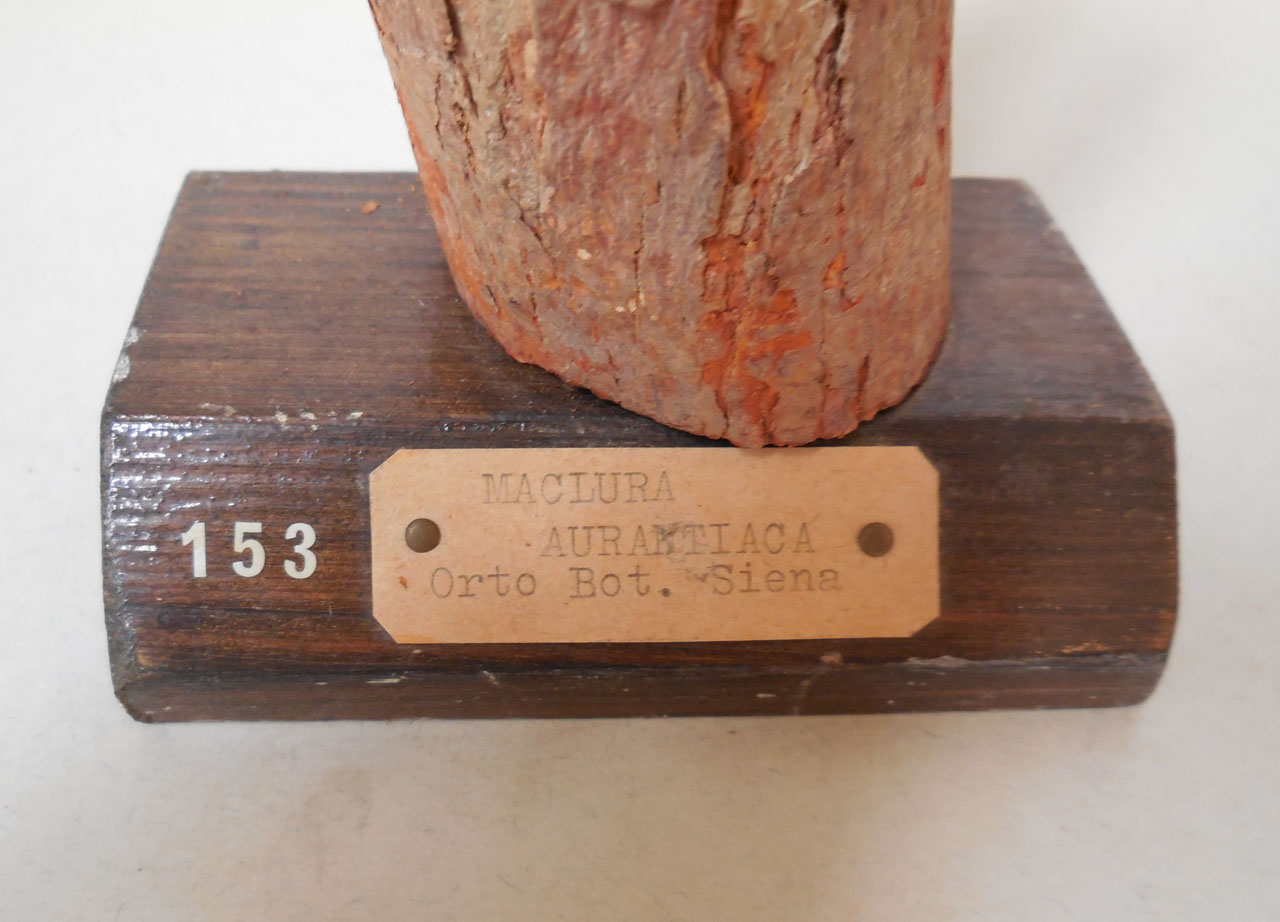 MACLURA
AURANTIACA
Orto Bot. Siena
153